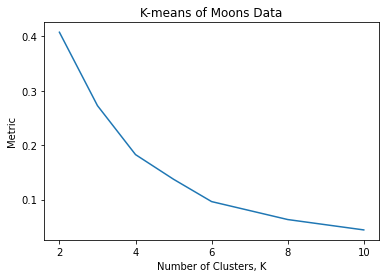 K-means of Moons Data
0.4
0.3
0.2
0.1
Metric
2 4 6 8 10
Number of Clusters, K